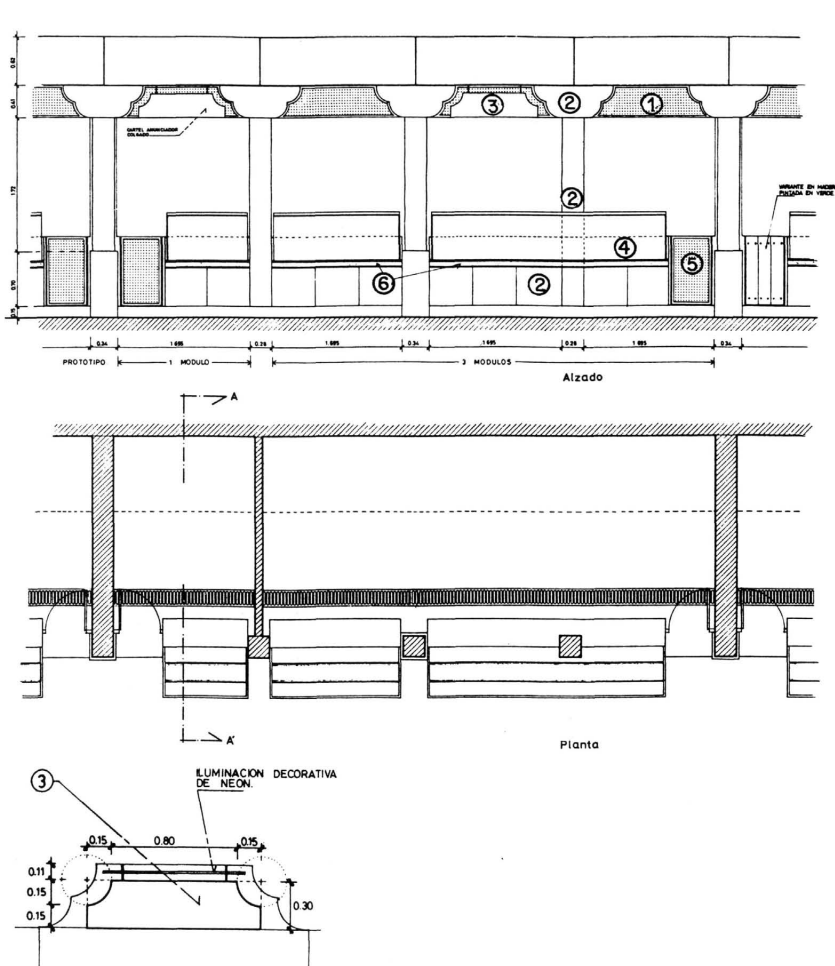 0.62
0.41
③ ② ①
CARTEL ANUNCIADOR
COLGADO
1.72
VARIANTE EN MADERA
PINTADA EN VERDE
②
④
⑤
⑥ ②
0.70
0.15
0.34 1.695 0.28 1.695 0.34 1.695 0.28 1.695 0.34
PROTOTIPO 1 MODULO 3 MODULOS
Alzado
A
A'
Planta
③
ILUMINACION DECORATIVA
DE NEON.
0.15 0.80 0.15
0.11
0.15
0.15
0.30